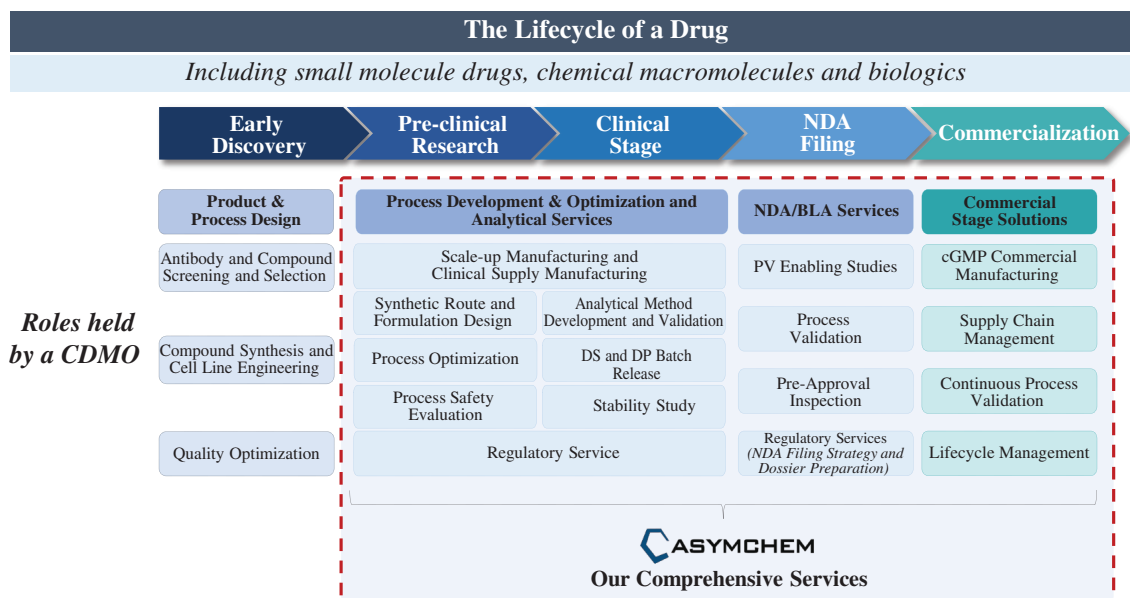 The Lifecycle of a Drug
Including small molecule drugs, chemical macromolecules and biologics
Early
Discovery
Pre-clinical
Research
Clinical
Stage
NDA
Filing
Commercialization
Roles held
by a CDMO
Product &
Process Design
Antibody and Compound
Screening and Selection
Compound Synthesis and
Cell Line Engineering
Quality Optimization
Process Development & Optimization and
Analytical Services
Scale-up Manufacturing and
Clinical Supply Manufacturing
Synthetic Route and
Formulation Design
Analytical Method
Development and Validation
Process Optimization
DS and DP Batch
Release
Process Safety
Evaluation
Stability Study
Regulatory Service
NDA/BLA Services
PV Enabling Studies
Process
Validation
Pre-Approval
Inspection
Regulatory Services
(NDA Filing Strategy and
Dossier Preparation)
Commercial
Stage Solutions
cGMP Commercial
Manufacturing
Supply Chain
Management
Continuous Process
Validation
Lifecycle Management
ASYMCHEM
Our Comprehensive Services